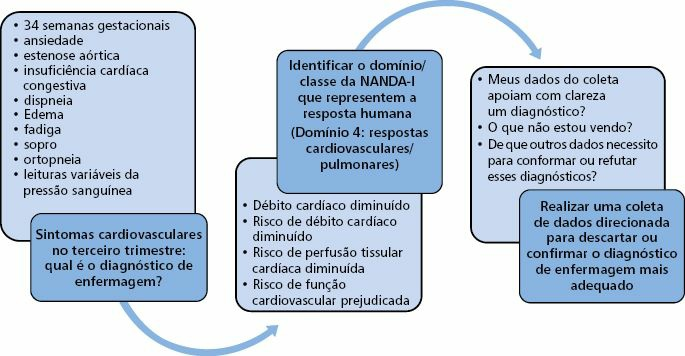 • 34 semanas gestacionais
• ansiedade
• estenose aórtica
• insuficiência cardíaca
congestiva
• dispneia
• Edema
• fadiga
• sopro
• ortopneia
• leituras variáveis da
pressão sanguínea
Sintomas cardiovasculares
no terceiro trimestre:
qual é o diagnóstico de
enfermagem?
Identificar o domínio/
classe da NANDA-I
que representem a
resposta humana
(Domínio 4: respostas
cardiovasculares/
pulmonares)
• Débito cardíaco diminuído
• Risco de débito cardíaco
diminuído
• Risco de perfusão tissular
cardíaca diminuída
• Risco de função
cardiovascular prejudicada
• Meus dados do coleta
apoiam com clareza
um diagnóstico?
• O que não estou vendo?
• De que outros dados necessito
para conformar ou refutar
esses diagnósticos?
Realizar uma coleta
de dados direcionada
para descartar ou
confirmar o diagnóstico
de enfermagem mais
adequado